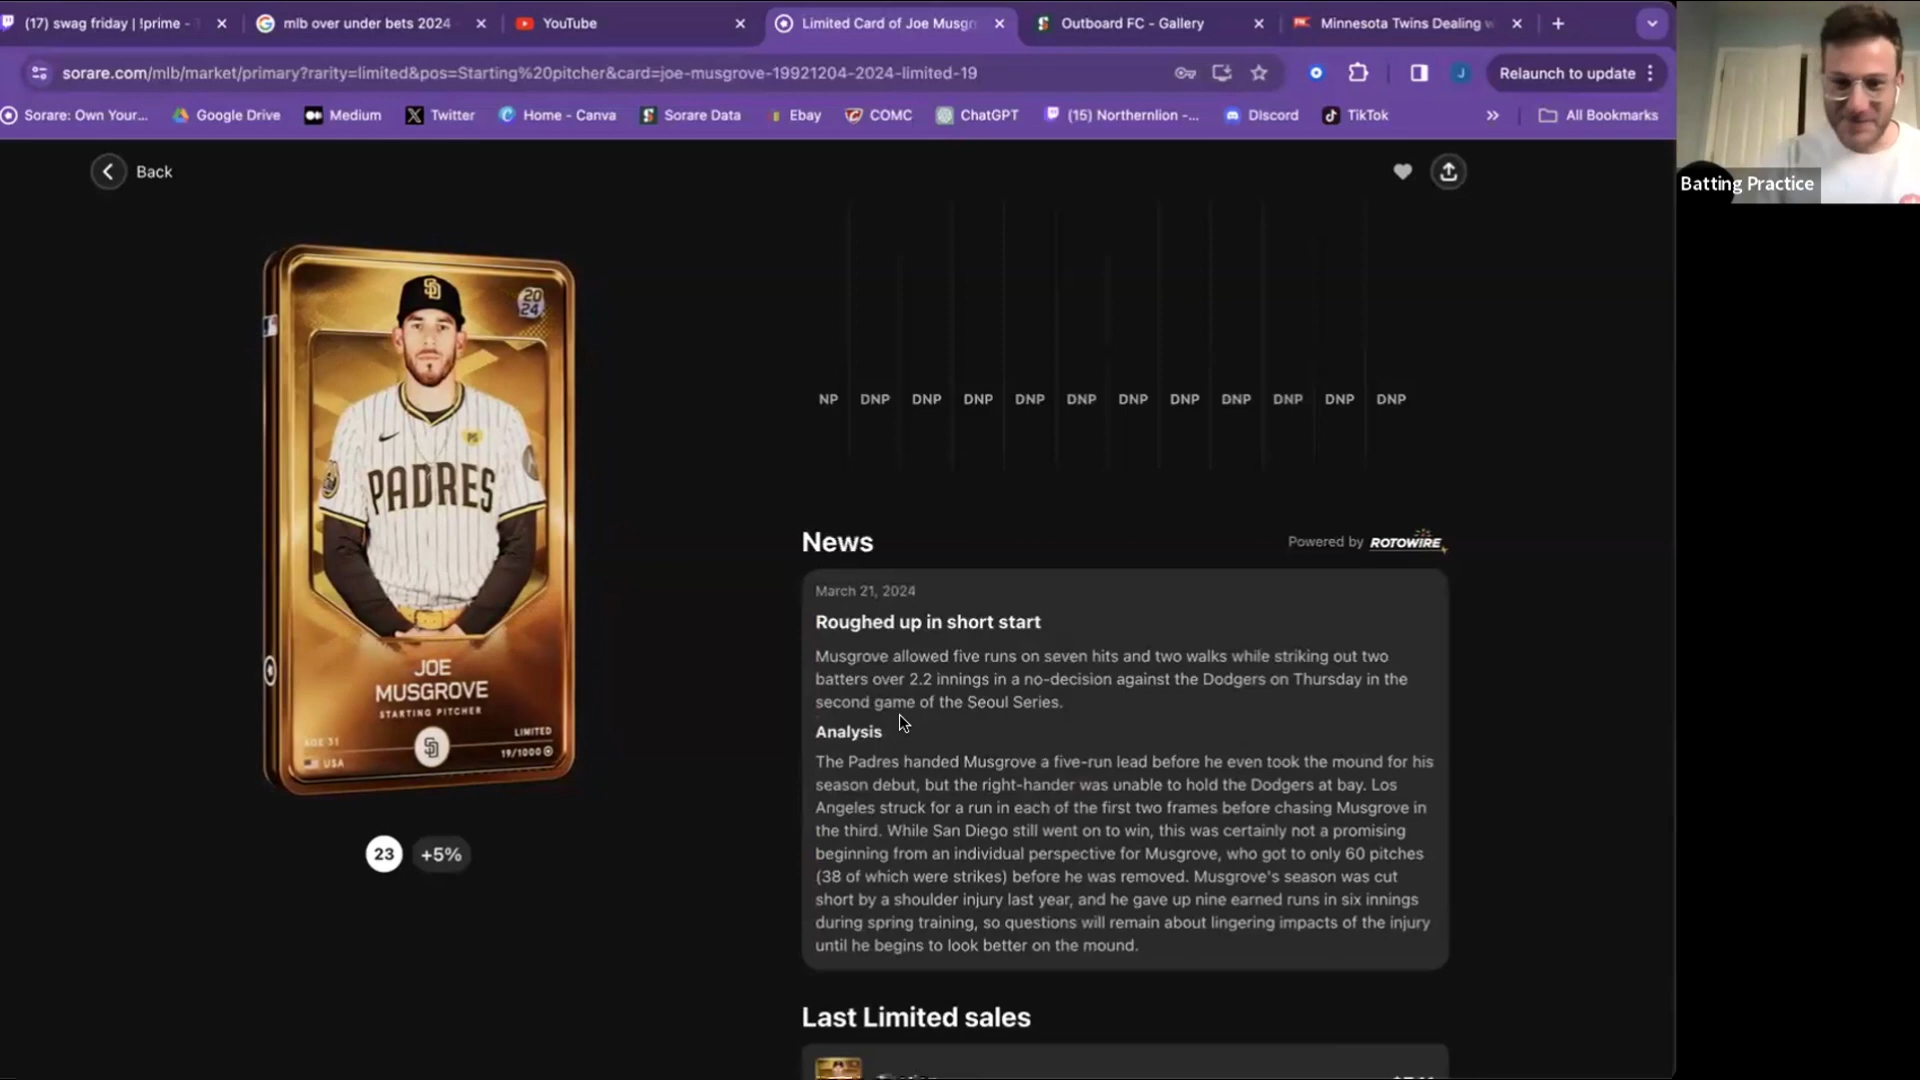 (17) swag friday | !prime -
mlb over under bets 2024
YouTube
Limited Card of Joe Musgr
Outboard FC - Gallery
Minnesota Twins Dealing w
sorare.com/mlb/market/primary?rarity=limited&pos=Starting%20pitcher&card=joe-musgrove-19921204-2024-limited-19
J
Relaunch to update
Sorare: Own Your...
Google Drive
Medium
Twitter
Home - Canva
Sorare Data
Ebay
COMC
ChatGPT
(15) Northernlion -...
Discord
TikTok
All Bookmarks
Batting Practice
Back
20
24
SD
PADRES
JOE
MUSGROVE
STARTING PITCHER
AGE 31
USA
SD
LIMITED
19/1000
23
+5%
NP DNP DNP DNP DNP DNP DNP DNP DNP DNP DNP DNP
News
Powered by ROTOWIRE
March 21, 2024
Roughed up in short start
Musgrove allowed five runs on seven hits and two walks while striking out two
batters over 2.2 innings in a no-decision against the Dodgers on Thursday in the
second game of the Seoul Series.
Analysis
The Padres handed Musgrove a five-run lead before he even took the mound for his
season debut, but the right-hander was unable to hold the Dodgers at bay. Los
Angeles struck for a run in each of the first two frames before chasing Musgrove in
the third. While San Diego still went on to win, this was certainly not a promising
beginning from an individual perspective for Musgrove, who got to only 60 pitches
(38 of which were strikes) before he was removed. Musgrove's season was cut
short by a shoulder injury last year, and he gave up nine earned runs in six innings
during spring training, so questions will remain about lingering impacts of the injury
until he begins to look better on the mound.
Last Limited sales